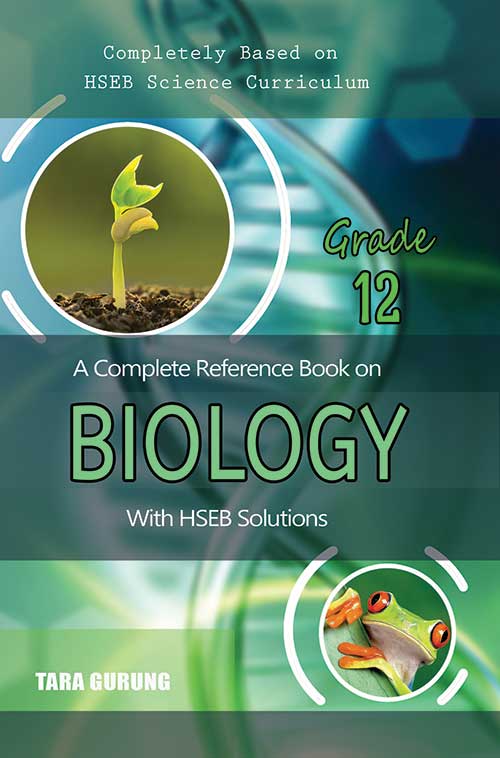 Completely Based on
HSEB Science Curriculum
Grade
12
A Complete Reference Book on
BIOLOGY
With HSEB Solutions
TARA GURUNG